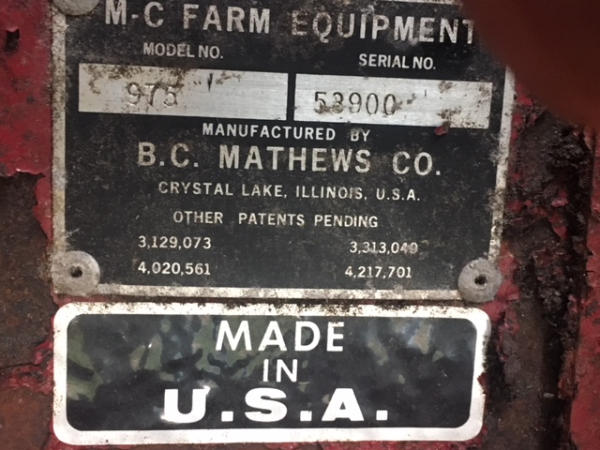 M-C FARM EQUIPMENT
MODEL NO. SERIAL NO.
975 53900
MANUFACTURED BY
B.C. MATHEWS CO.
CRYSTAL LAKE, ILLINOIS, U.S.A.
OTHER PATENTS PENDING
3,129,073 3,313,049
4,020,561 4,217,701
MADE
IN
U.S.A.